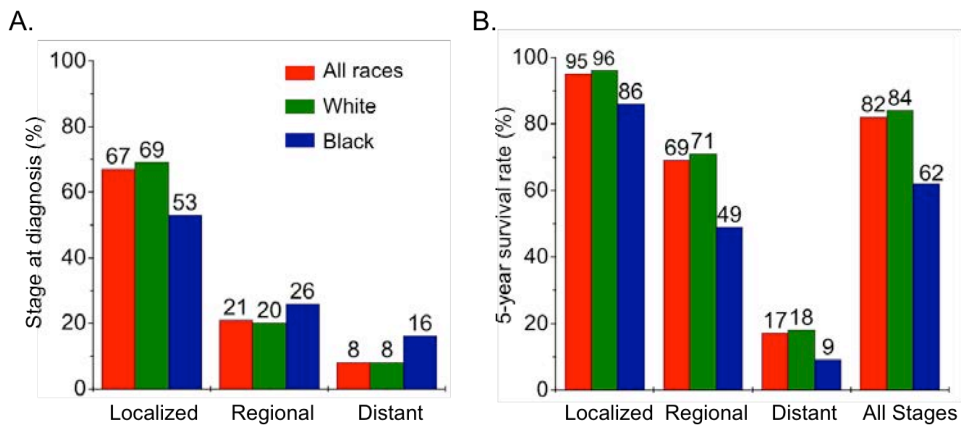 A.
Stage at diagnosis (%)
100
80
60
40
20
0
All races
White
Black
67 69 53
21 20 26
8 8 16
Localized Regional Distant
B.
5-year survival rate (%)
100
80
60
40
20
0
95 96 86
69 71 49
17 18 9
82 84 62
Localized Regional Distant All Stages